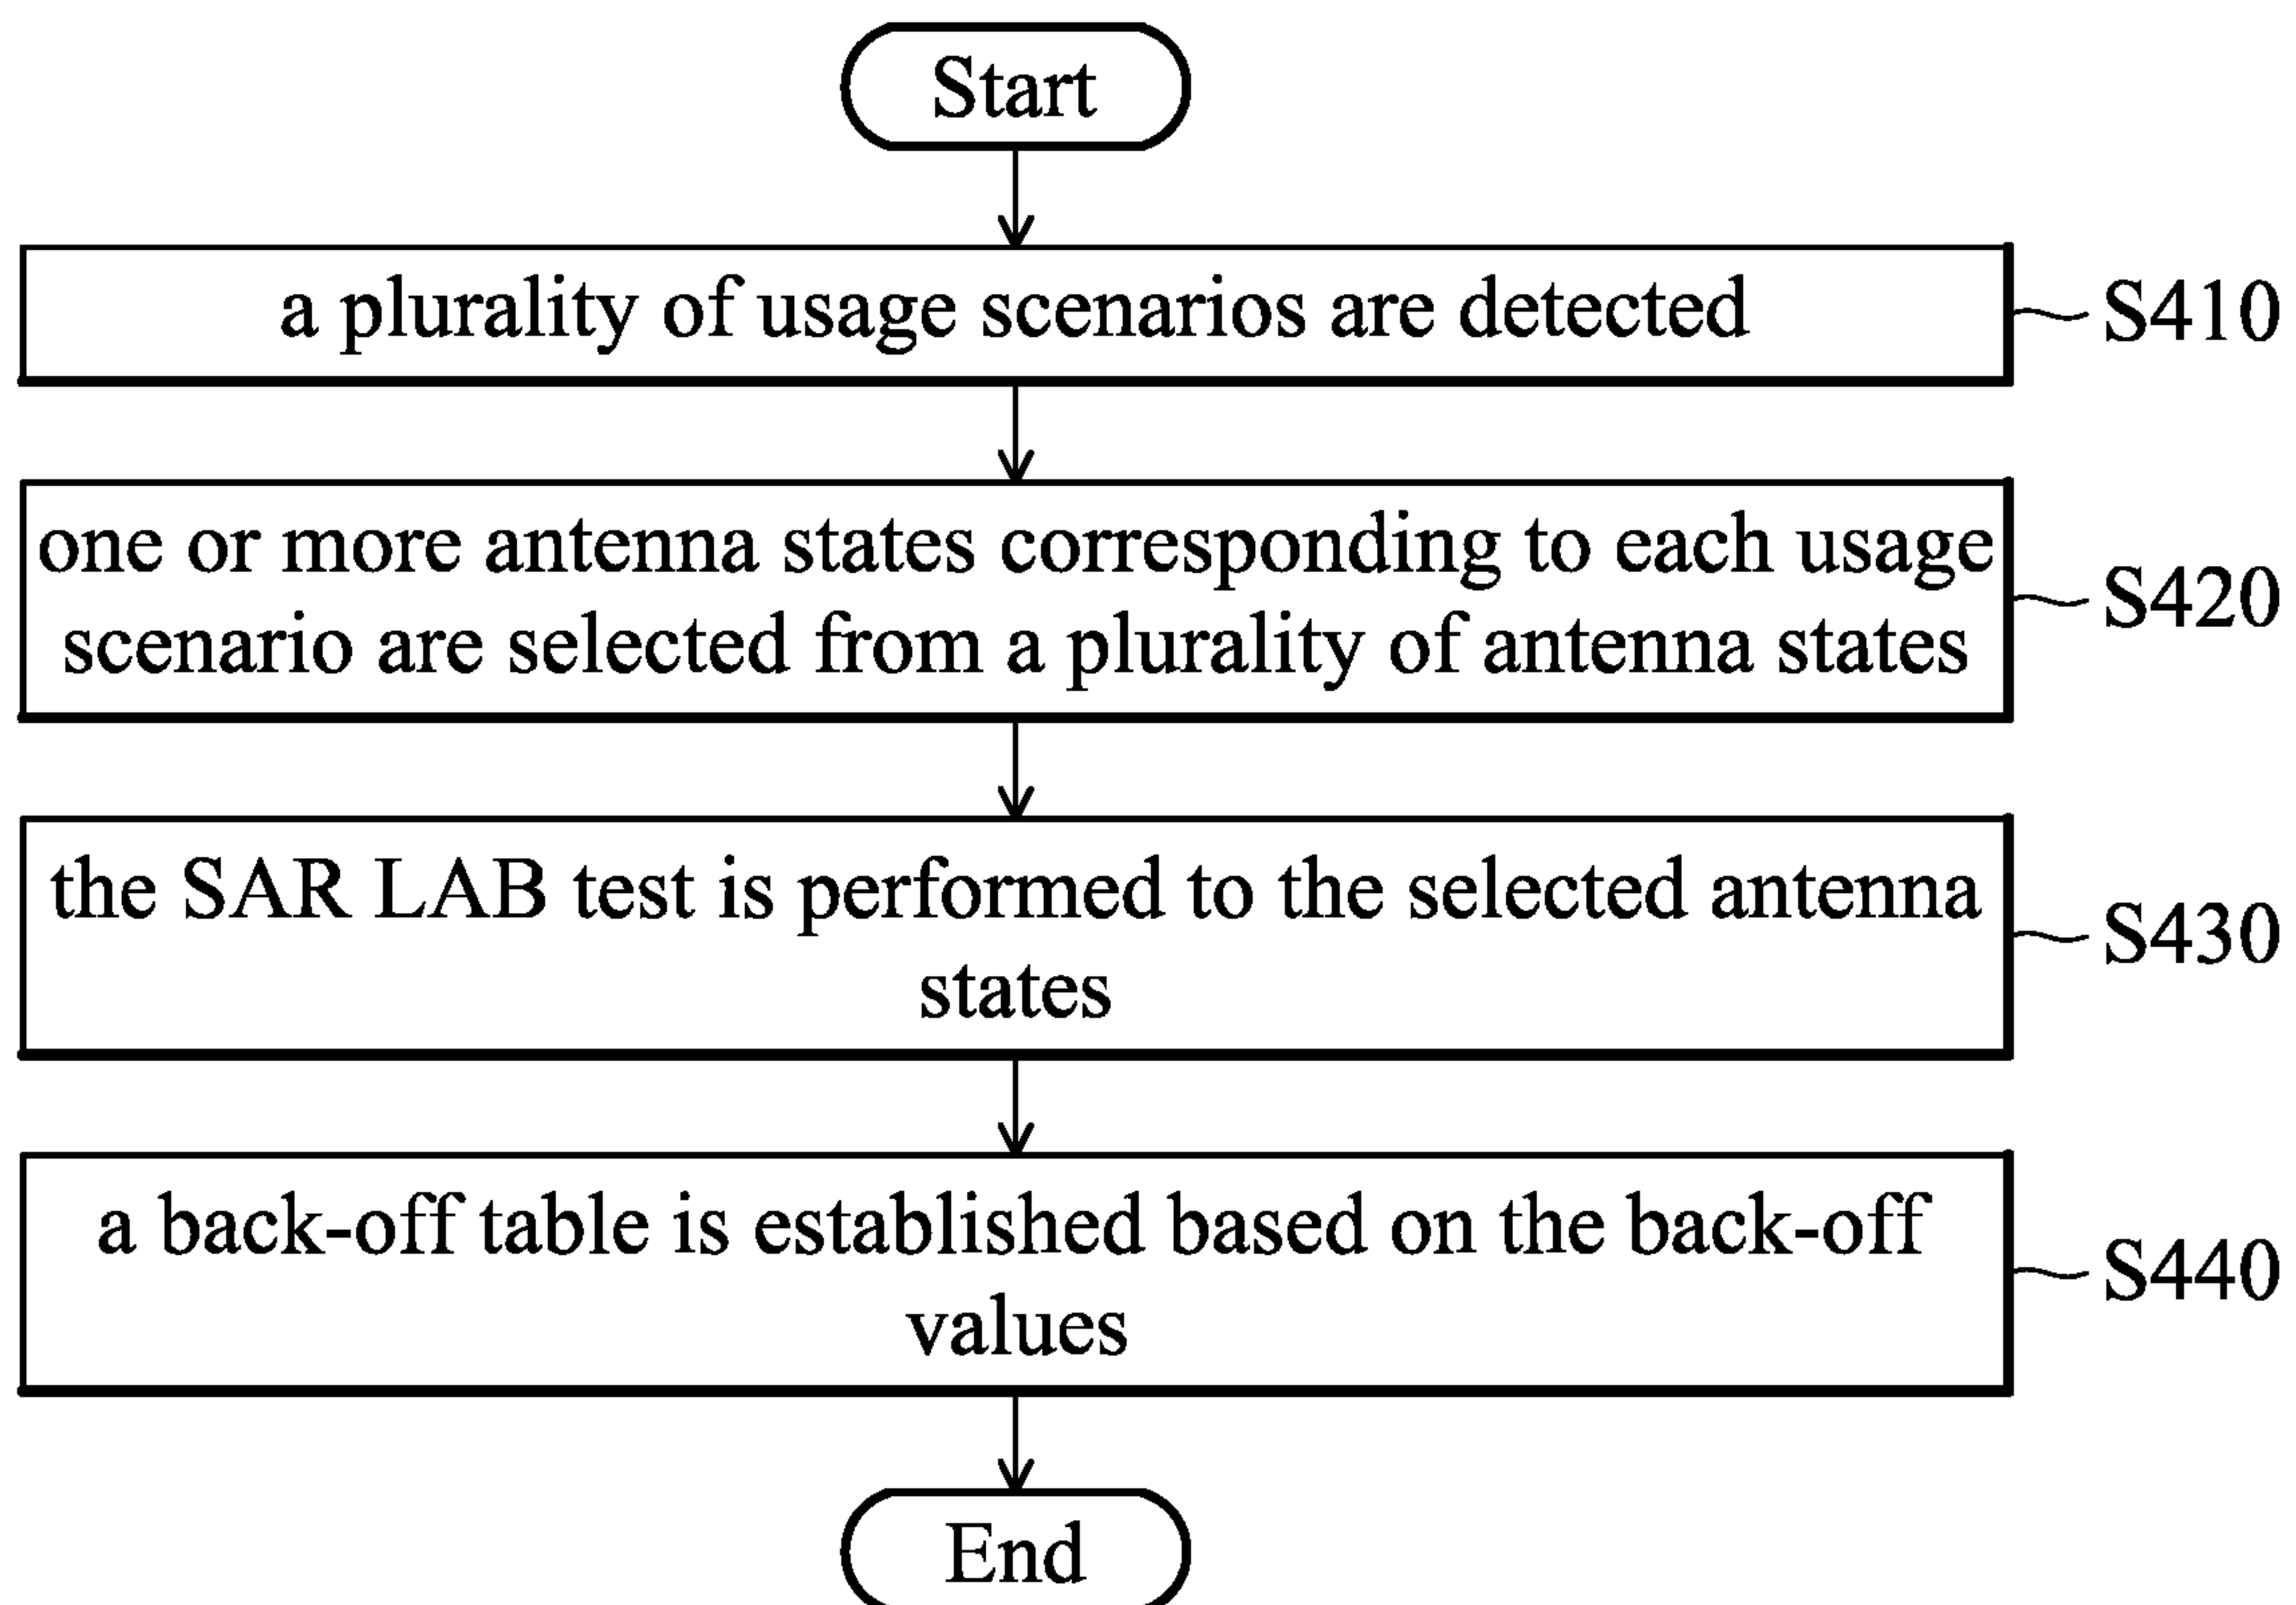 Start
a plurality of usage scenarios are detected
S410
one or more antenna states corresponding to each usage
scenario are selected from a plurality of antenna states
S420
the SAR LAB test is performed to the selected antenna
states
S430
a back-off table is established based on the back-off
values
S440
End